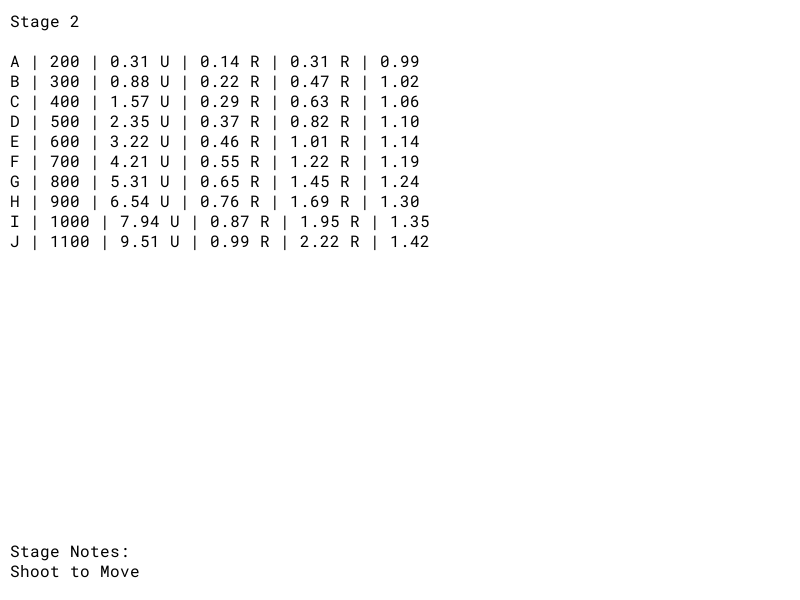 Stage 2
A | 200 | 0.31 U | 0.14 R | 0.31 R | 0.99
B | 300 | 0.88 U | 0.22 R | 0.47 R | 1.02
C | 400 | 1.57 U | 0.29 R | 0.63 R | 1.06
D | 500 | 2.35 U | 0.37 R | 0.82 R | 1.10
E | 600 | 3.22 U | 0.46 R | 1.01 R | 1.14
F | 700 | 4.21 U | 0.55 R | 1.22 R | 1.19
G | 800 | 5.31 U | 0.65 R | 1.45 R | 1.24
H | 900 | 6.54 U | 0.76 R | 1.69 R | 1.30
I | 1000 | 7.94 U | 0.87 R | 1.95 R | 1.35
J | 1100 | 9.51 U | 0.99 R | 2.22 R | 1.42
Stage Notes:
Shoot to Move